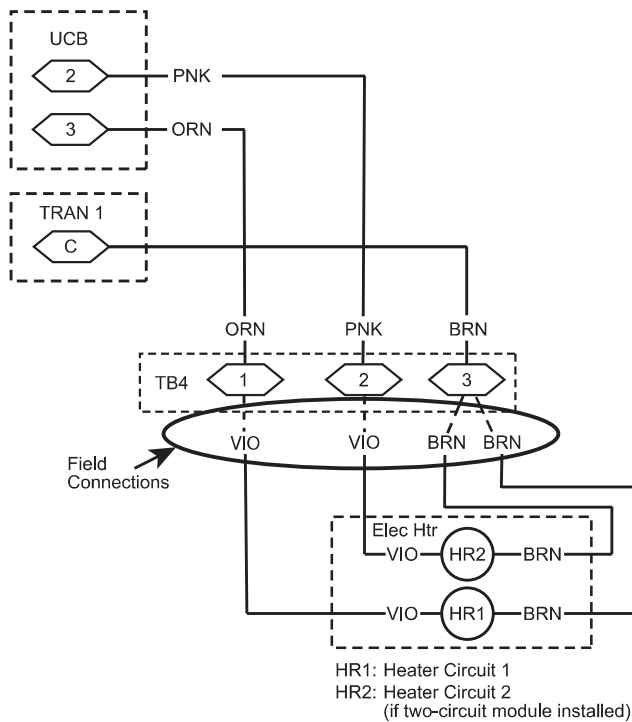 UCB
2 PNK
3 ORN
TRAN 1
C
ORN PNK BRN
TB4 1 2 3
VIO VIO BRN BRN
Field
Connections
Elec Htr
VIO HR2 BRN
VIO HR1 BRN
HR1: Heater Circuit 1
HR2: Heater Circuit 2
(if two-circuit module installed)